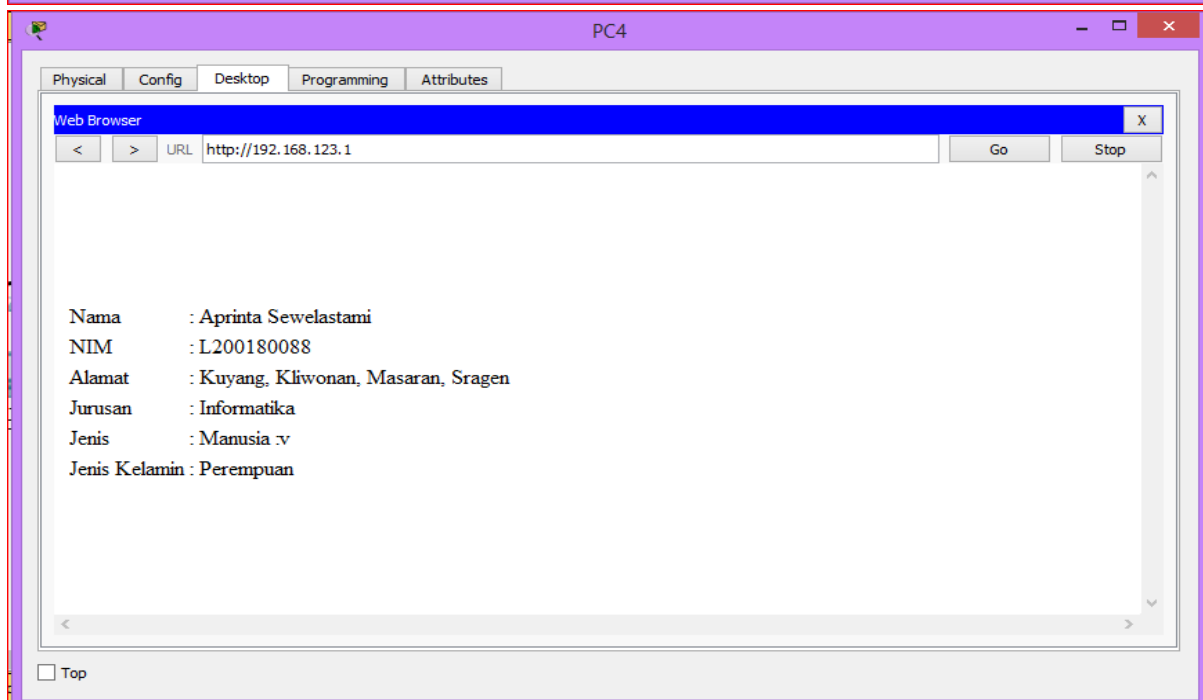 PC4
Physical Config Desktop Programming Attributes
Web Browser X
< > URL http://192.168.123.1 Go Stop
Nama : Aprinta Sewelastami
NIM : L200180088
Alamat : Kuyang, Kliwonan, Masaran, Sragen
Jurusan : Informatika
Jenis : Manusia :v
Jenis Kelamin : Perempuan
Top